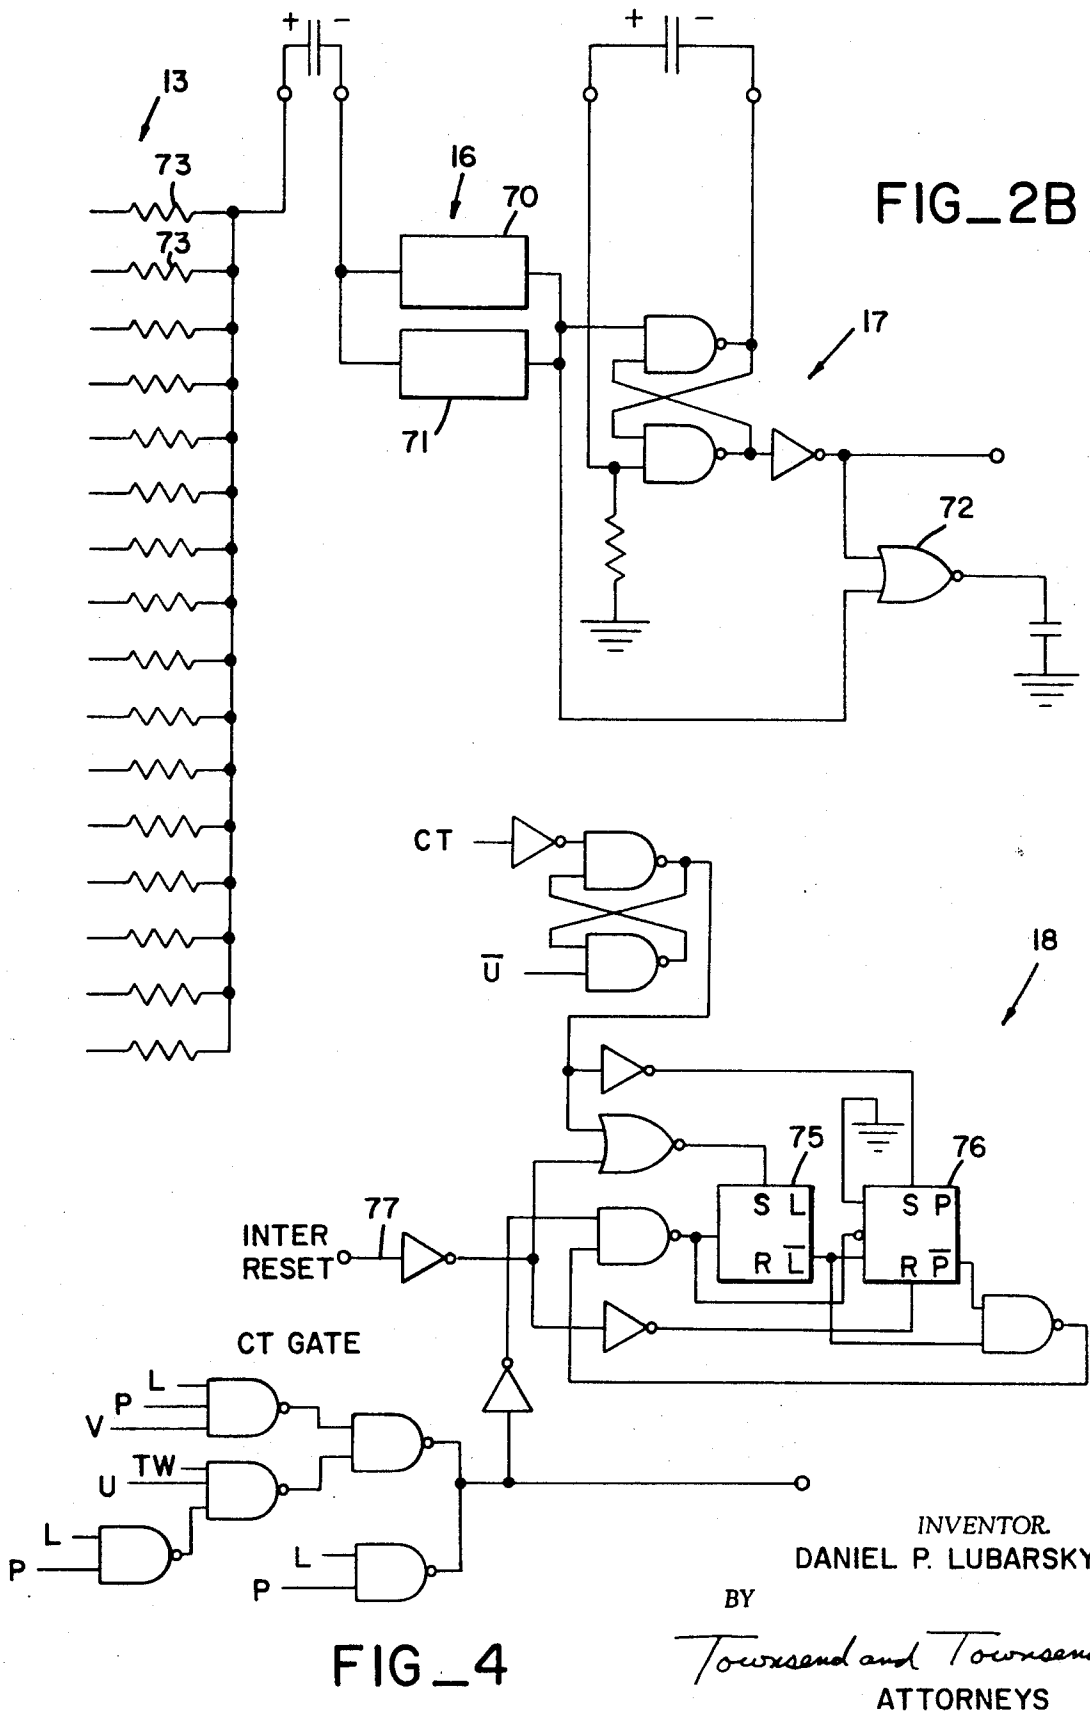 + -
+ -
13
73
16
70
FIG_2B
73
17
71
72
CT
U̅
18
75
76
S L
S P
77
INTER
RESET
R L̅
R P̅
CT GATE
L
P
V
TW
U
L
P
L
P
INVENTOR.
DANIEL P. LUBARSKY
BY
FIG_4
Townsend and Townsend
ATTORNEYS